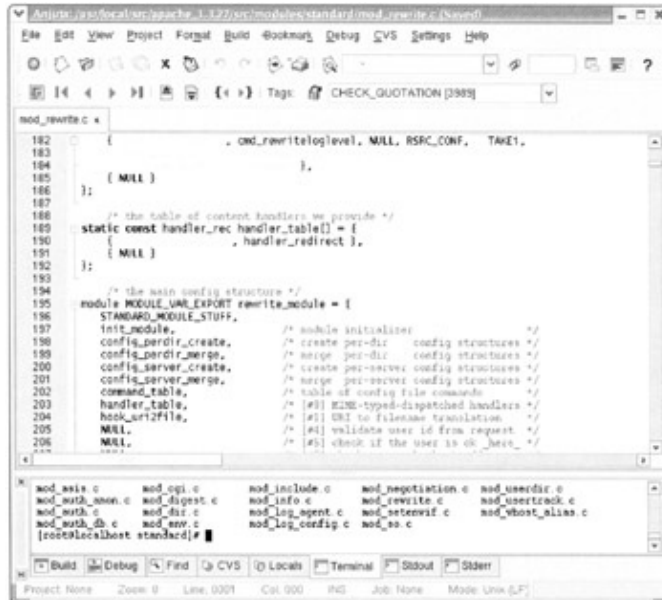 Anjuta: /usr/local/src/apache_1.3.27/src/modules/standard/mod_rewrite.c (Saved)
File Edit View Project Format Build Bookmark Debug CVS Settings Help
Tags: CHECK_QUOTATION [3989]
mod_rewrite.c
182 { , cmd_rewriteloglevel, NULL, RSRC_CONF, TAKE1,
183
184 },
185 { NULL }
186 };
187
188 /* the table of content handlers we provide */
189 static const handler_rec handler_table[] = {
190 { , handler_redirect },
191 { NULL }
192 };
193
194 /* the main config structure */
195 module MODULE_VAR_EXPORT rewrite_module = {
196 STANDARD_MODULE_STUFF,
197 init_module, /* module initializer */
198 config_perdir_create, /* create per-dir config structures */
199 config_perdir_merge, /* merge per-dir config structures */
200 config_server_create, /* create per-server config structures */
201 config_server_merge, /* merge per-server config structures */
202 command_table, /* table of config file commands */
203 handler_table, /* [#8] MIME-typed-dispatched handlers */
204 hook_uri2file, /* [#1] URI to filename translation */
205 NULL, /* [#4] validate user id from request */
206 NULL, /* [#5] check if the user is ok _here_ */
mod_asis.c mod_cgi.c mod_include.c mod_negotiation.c mod_userdir.c
mod_auth_anon.c mod_digest.c mod_info.c mod_rewrite.c mod_usertrack.c
mod_auth.c mod_dir.c mod_log_agent.c mod_setenvif.c mod_vhost_alias.c
mod_auth_db.c mod_env.c mod_log_config.c mod_so.c
[root@localhost standard]#
Build Debug Find CVS Locals Terminal Stdout Stderr
Project: None Zoom: 0 Line: 0001 Col: 000 INS Job: None Mode: Unix (LF)